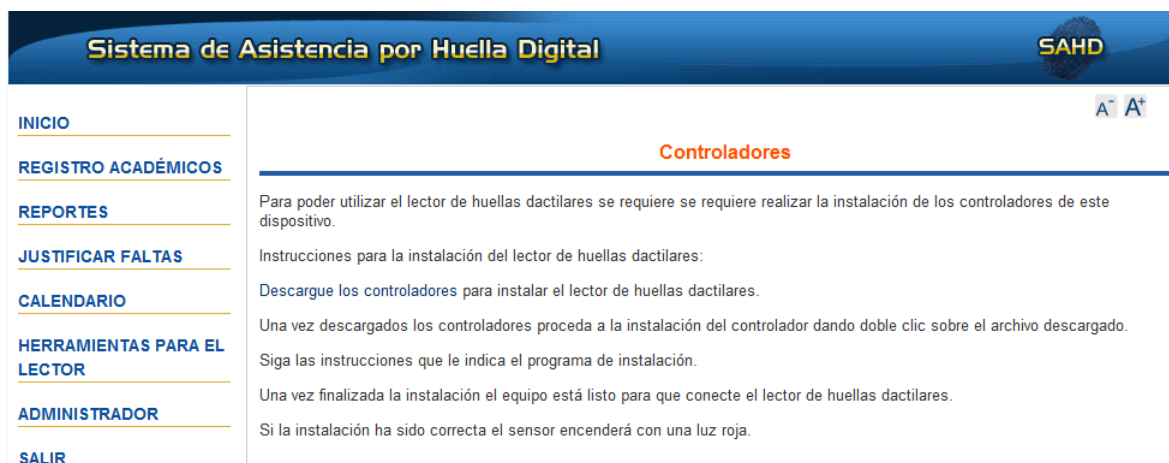 Sistema de Asistencia por Huella Digital
SAHD
A- A+
INICIO
REGISTRO ACADÉMICOS
REPORTES
JUSTIFICAR FALTAS
CALENDARIO
HERRAMIENTAS PARA EL
LECTOR
ADMINISTRADOR
SALIR
Controladores
Para poder utilizar el lector de huellas dactilares se requiere se requiere realizar la instalación de los controladores de este
dispositivo.
Instrucciones para la instalación del lector de huellas dactilares:
Descargue los controladores para instalar el lector de huellas dactilares.
Una vez descargados los controladores proceda a la instalación del controlador dando doble clic sobre el archivo descargado.
Siga las instrucciones que le indica el programa de instalación.
Una vez finalizada la instalación el equipo está listo para que conecte el lector de huellas dactilares.
Si la instalación ha sido correcta el sensor encenderá con una luz roja.